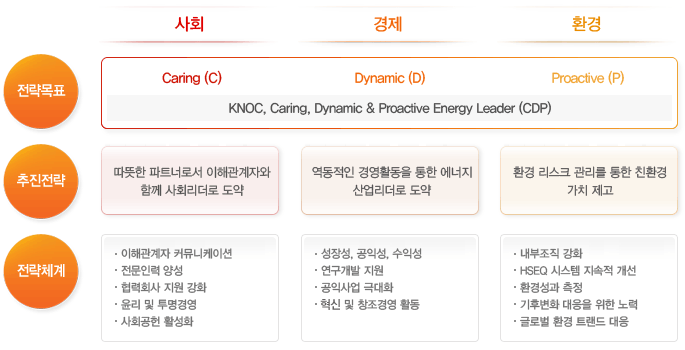 사회
경제
환경
전략목표
Caring (C)
Dynamic (D)
Proactive (P)
KNOC, Caring, Dynamic & Proactive Energy Leader (CDP)
추진전략
따뜻한 파트너로서 이해관계자와
함께 사회리더로 도약
역동적인 경영활동을 통한 에너지
산업리더로 도약
환경 리스크 관리를 통한 친환경
가치 제고
전략체계
· 이해관계자 커뮤니케이션
· 전문인력 양성
· 협력회사 지원 강화
· 윤리 및 투명경영
· 사회공헌 활성화
· 성장성, 공익성, 수익성
· 연구개발 지원
· 공익사업 극대화
· 혁신 및 창조경영 활동
· 내부조직 강화
· HSEQ 시스템 지속적 개선
· 환경성과 측정
· 기후변화 대응을 위한 노력
· 글로벌 환경 트랜드 대응